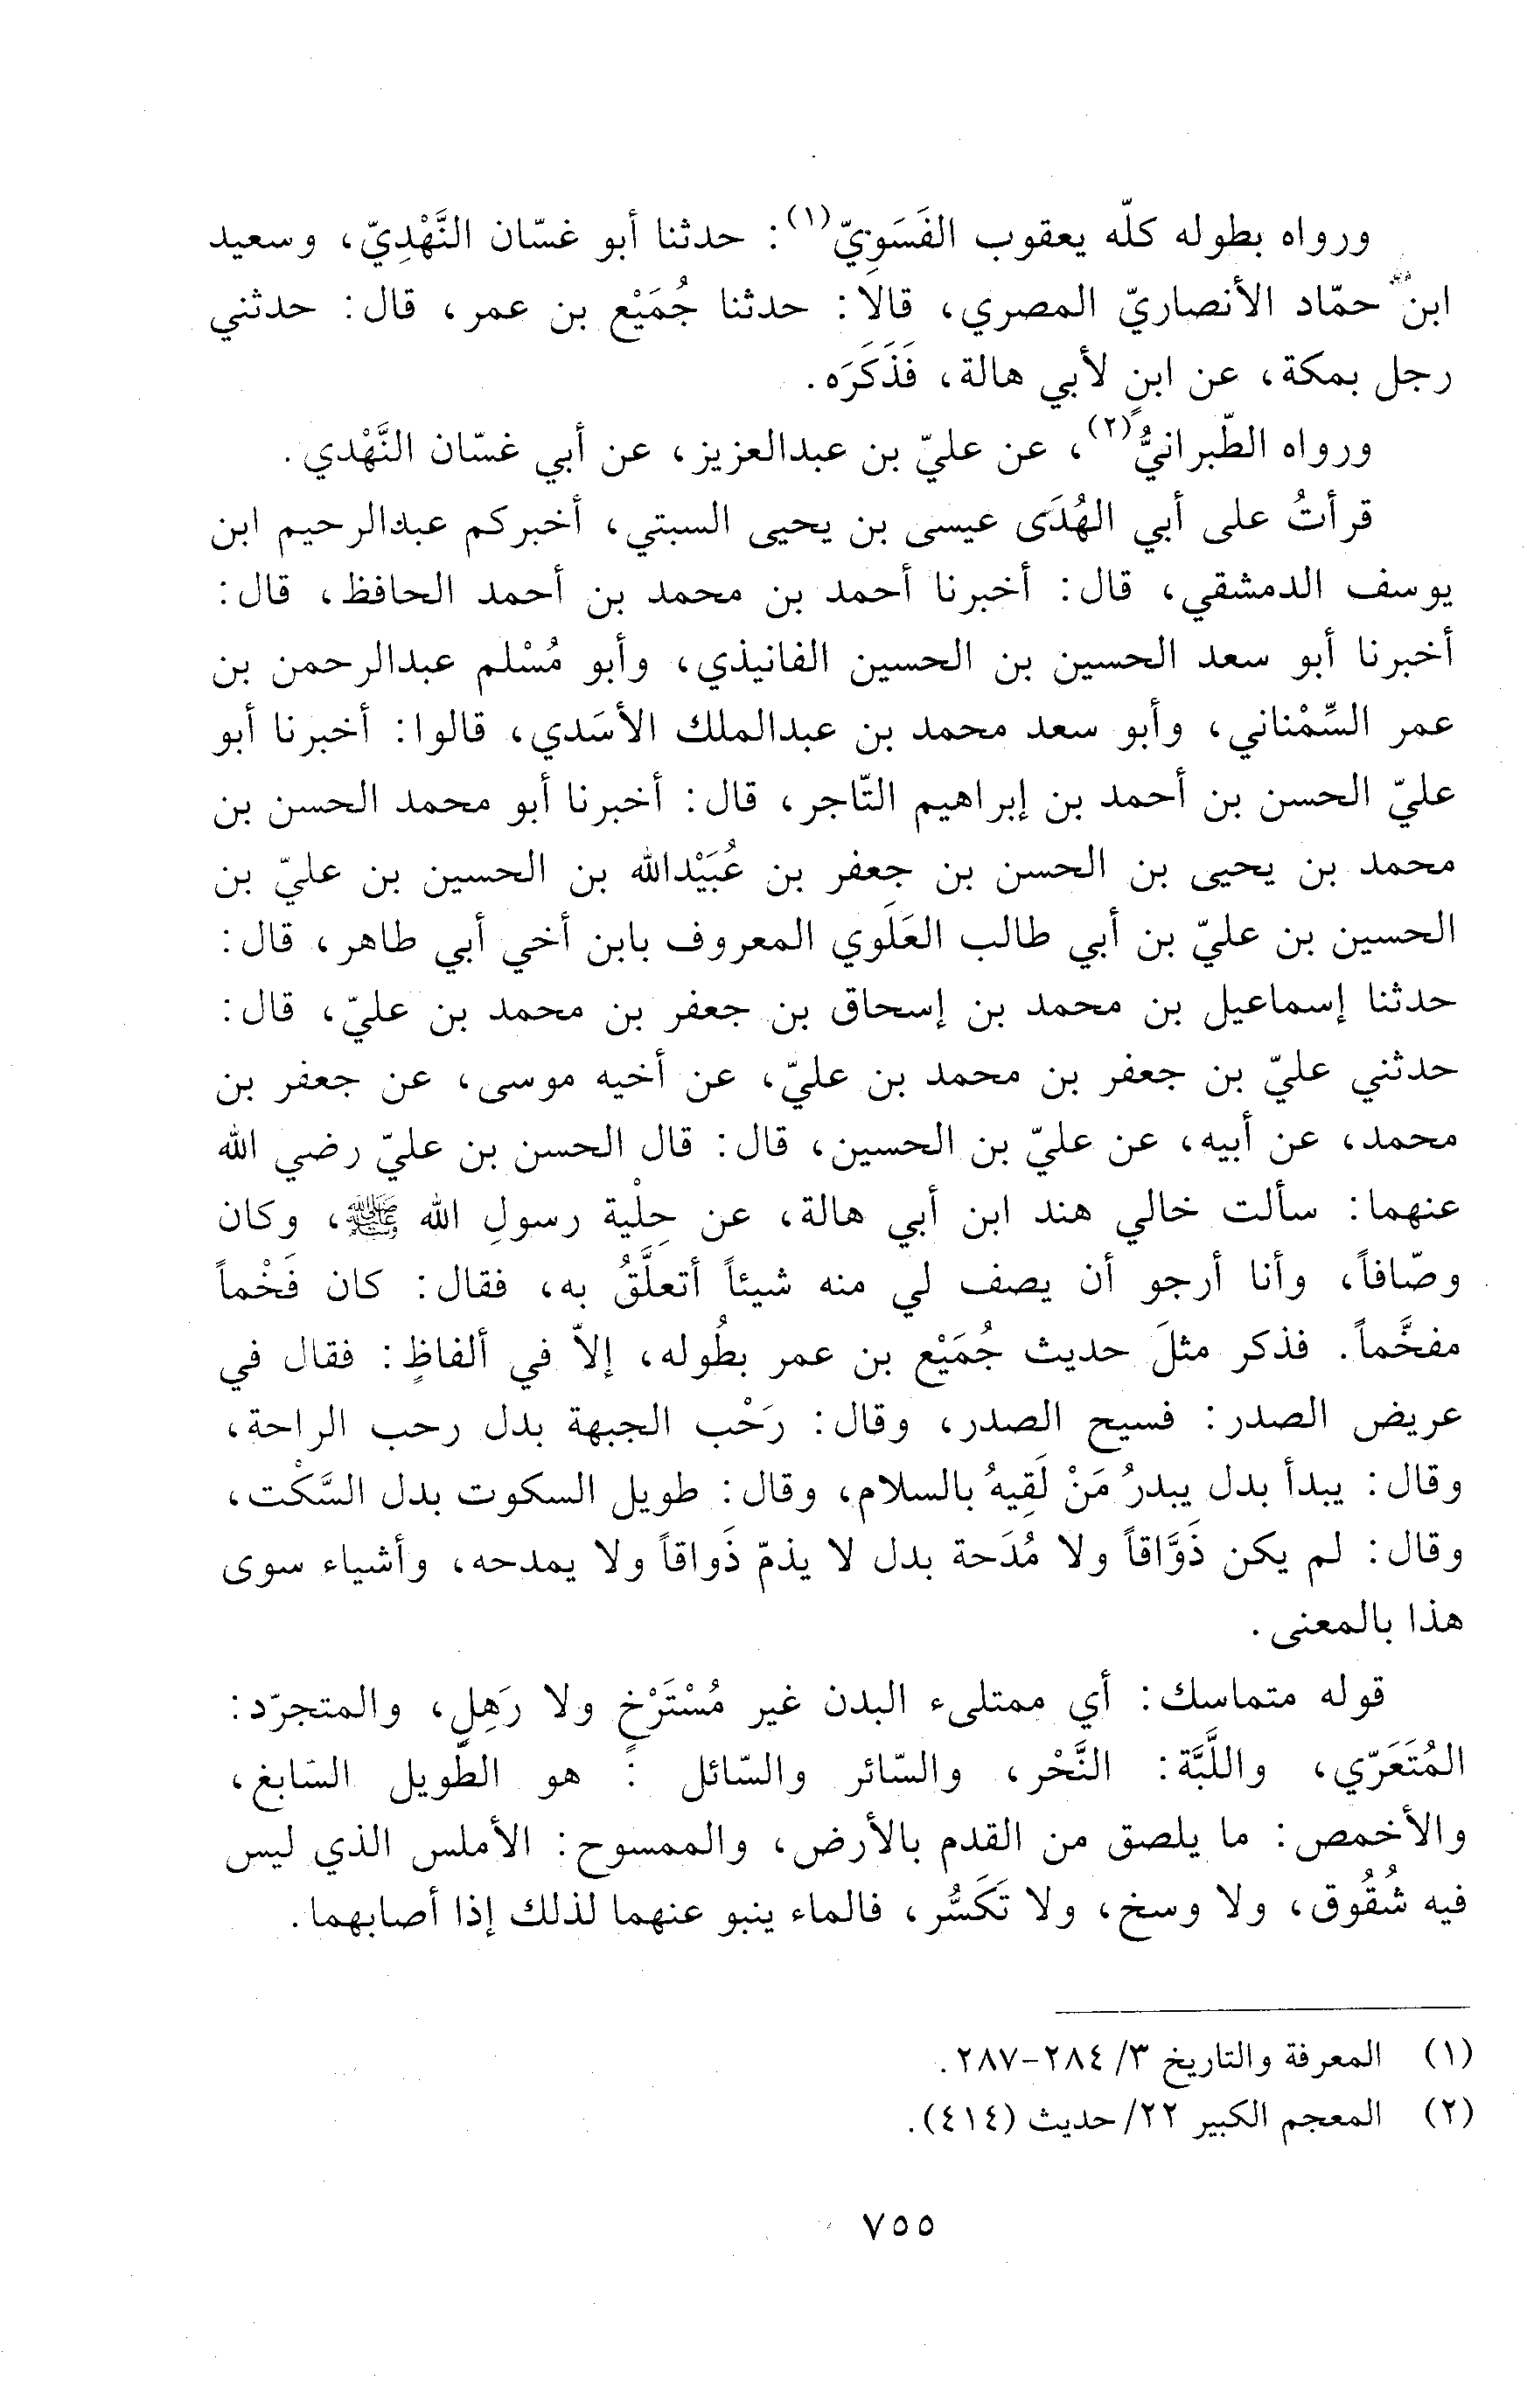 ورواه بطوله كلّه يعقوب الفَسَوِيّ(١): حدثنا أبو غسّان النَّهْدِيّ، وسعيد
ابن حمّاد الأنصاريّ المصري، قالَا: حدثنا جُمَيْع بن عمر، قال: حدثني
رجل بمكة، عن ابنٍ لأبي هالة، فَذَكَرَه.
ورواه الطّبرانيُّ(٢)، عن عليّ بن عبدالعزيز، عن أبي غسّان النَّهْدي.
قرأتُ على أبي الهُدَى عيسى بن يحيى السبتي، أخبركم عبدالرحيم ابن
يوسف الدمشقي، قال: أخبرنا أحمد بن محمد بن أحمد الحافظ، قال:
أخبرنا أبو سعد الحسين بن الحسين الفانيذي، وأبو مُسْلم عبدالرحمن بن
عمر السِّمْناني، وأبو سعد محمد بن عبدالملك الأسَدي، قالوا: أخبرنا أبو
عليّ الحسن بن أحمد بن إبراهيم التّاجر، قال: أخبرنا أبو محمد الحسن بن
محمد بن يحيى بن الحسن بن جعفر بن عُبَيْدالله بن الحسين بن عليّ بن
الحسين بن عليّ بن أبي طالب العَلَوي المعروف بابن أخي أبي طاهر، قال:
حدثنا إسماعيل بن محمد بن إسحاق بن جعفر بن محمد بن عليّ، قال:
حدثني عليّ بن جعفر بن محمد بن عليّ، عن أخيه موسى، عن جعفر بن
محمد، عن أبيه، عن عليّ بن الحسين، قال: قال الحسن بن عليّ رضي الله
عنهما: سألت خالي هند ابن أبي هالة، عن حِلْية رسولِ الله ﷺ، وكان
وصّافاً، وأنا أرجو أن يصف لي منه شيئاً أتعلَّقُ به، فقال: كان فَخْماً
مفخَّماً. فذكر مثلَ حديث جُمَيْع بن عمر بطُوله، إلاّ في ألفاظٍ: فقال في
عريض الصدر: فسيح الصدر، وقال: رَحْب الجبهة بدل رحب الراحة،
وقال: يبدأ بدل يبدرُ مَنْ لَقِيهُ بالسلام، وقال: طويل السكوت بدل السَّكْت،
وقال: لم يكن ذَوَّاقاً ولا مُدَحة بدل لا يذمّ ذَواقاً ولا يمدحه، وأشياء سوى
هذا بالمعنى.
قوله متماسك: أي ممتلىء البدن غير مُسْتَرْخٍ ولا رَهِلٍ، والمتجرّد:
المُتَعَرّي، واللَّبَّة: النَّحْر، والسّائر والسّائل : هو الطّويل السّابغ،
والأخمص: ما يلصق من القدم بالأرض، والممسوح: الأملس الذي ليس
فيه شُقُوق، ولا وسخ، ولا تَكَسُّر، فالماء ينبو عنهما لذلك إذا أصابهما.
(١) المعرفة والتاريخ ٣/ ٢٨٤-٢٨٧.
(٢) المعجم الكبير ٢٢/ حديث (٤١٤).
٧٥٥